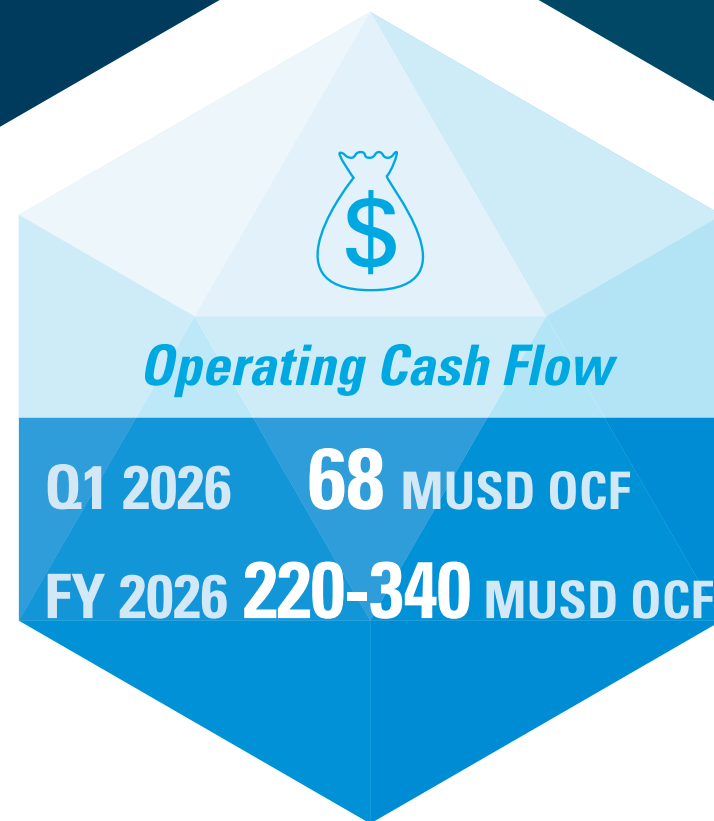 $
Operating Cash Flow
Q1 2026 68 MUSD OCF
FY 2026 220-340 MUSD OCF